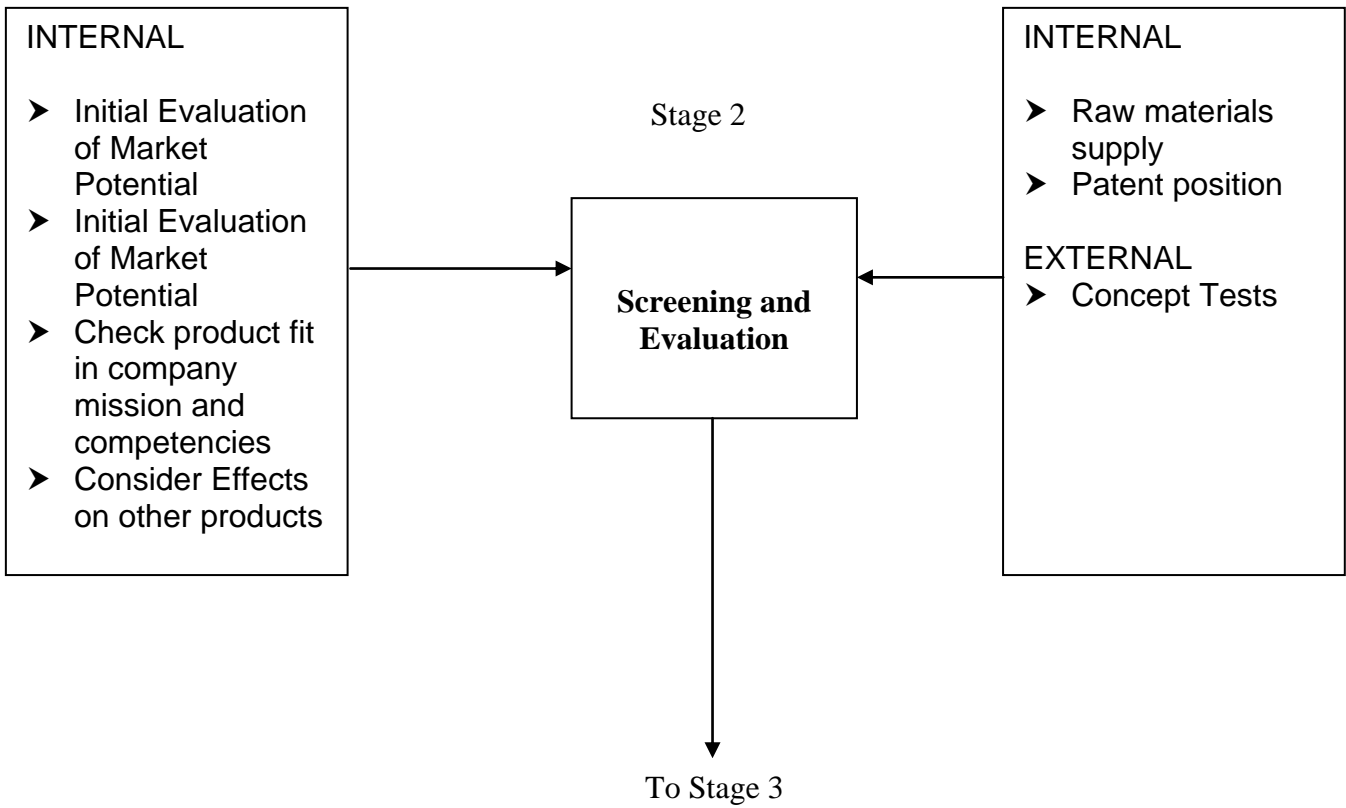 INTERNAL
➤ Initial Evaluation
of Market
Potential
➤ Initial Evaluation
of Market
Potential
➤ Check product fit
in company
mission and
competencies
➤ Consider Effects
on other products
Stage 2
Screening and
Evaluation
INTERNAL
➤ Raw materials
supply
➤ Patent position
EXTERNAL
➤ Concept Tests
To Stage 3